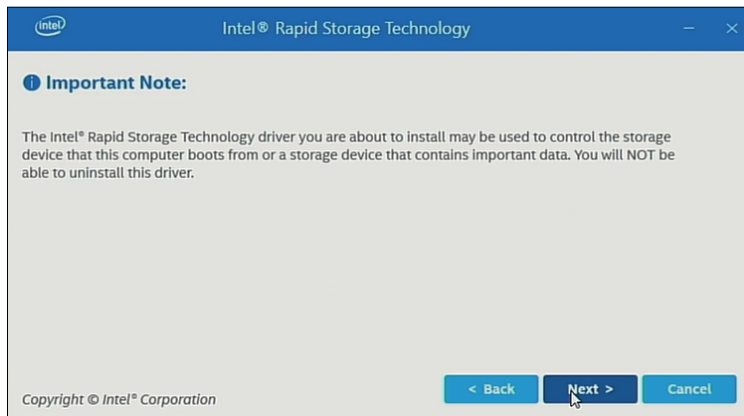 intel
Intel® Rapid Storage Technology
Important Note:
The Intel® Rapid Storage Technology driver you are about to install may be used to control the storage
device that this computer boots from or a storage device that contains important data. You will NOT be
able to uninstall this driver.
< Back
Next >
Cancel
Copyright © Intel® Corporation